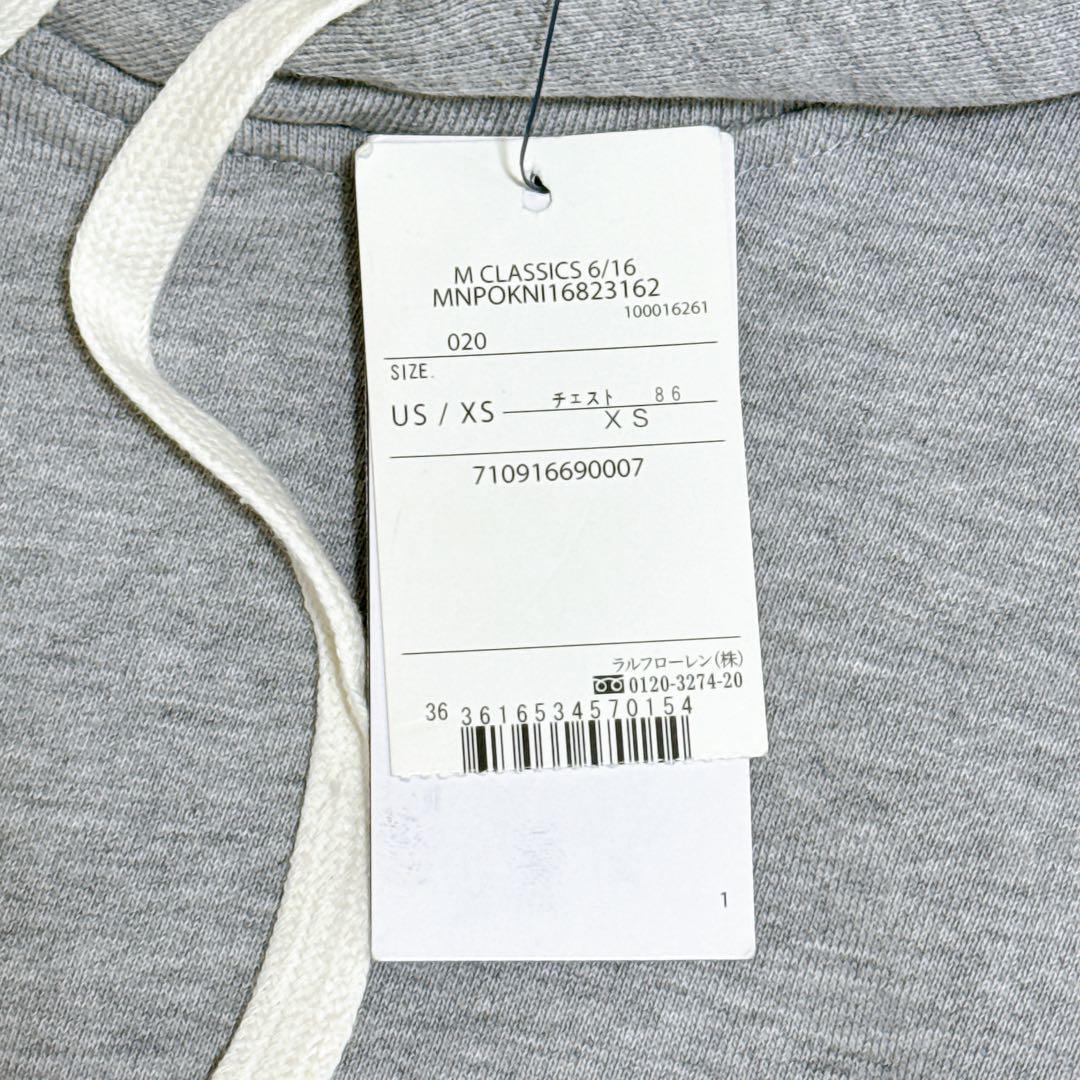 M CLASSICS 6/16
MNPOKNI16823162
100016261
020
SIZE.
US / XS チェスト 86
XS
710916690007
ラルフローレン(株)
0120-3274-20
36 3616534570154
1